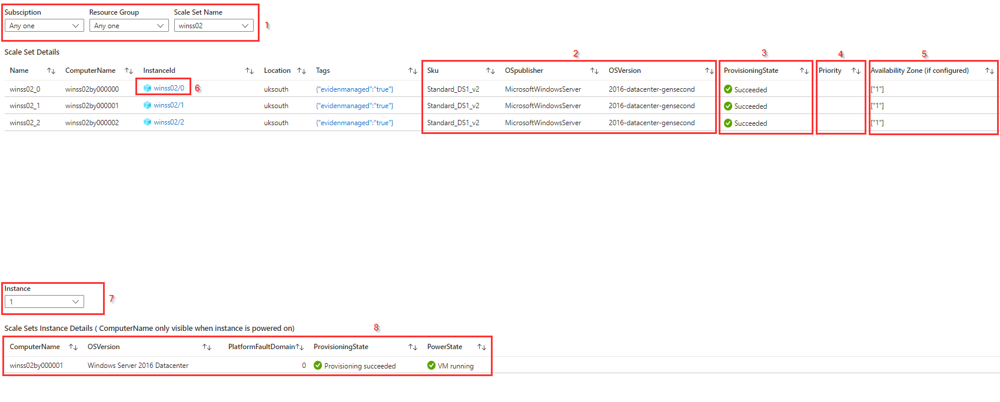 Subsciption Resource Group Scale Set Name
Any one Any one winss02 1
Scale Set Details 2 3 4 5
Name ComputerName InstanceId Location Tags Sku OSpublisher OSVersion ProvisioningState Priority Availability Zone (if configured)
winss02_0 winss02by000000 winss02/0 6 uksouth {"evidenmanaged":"true"} Standard_DS1_v2 MicrosoftWindowsServer 2016-datacenter-gensecond Succeeded ["1"]
winss02_1 winss02by000001 winss02/1 uksouth {"evidenmanaged":"true"} Standard_DS1_v2 MicrosoftWindowsServer 2016-datacenter-gensecond Succeeded ["1"]
winss02_2 winss02by000002 winss02/2 uksouth {"evidenmanaged":"true"} Standard_DS1_v2 MicrosoftWindowsServer 2016-datacenter-gensecond Succeeded ["1"]
Instance
1 7
Scale Sets Instance Details ( ComputerName only visible when instance is powered on) 8
ComputerName OSVersion PlatformFaultDomain ProvisioningState PowerState
winss02by000001 Windows Server 2016 Datacenter 0 Provisioning succeeded VM running